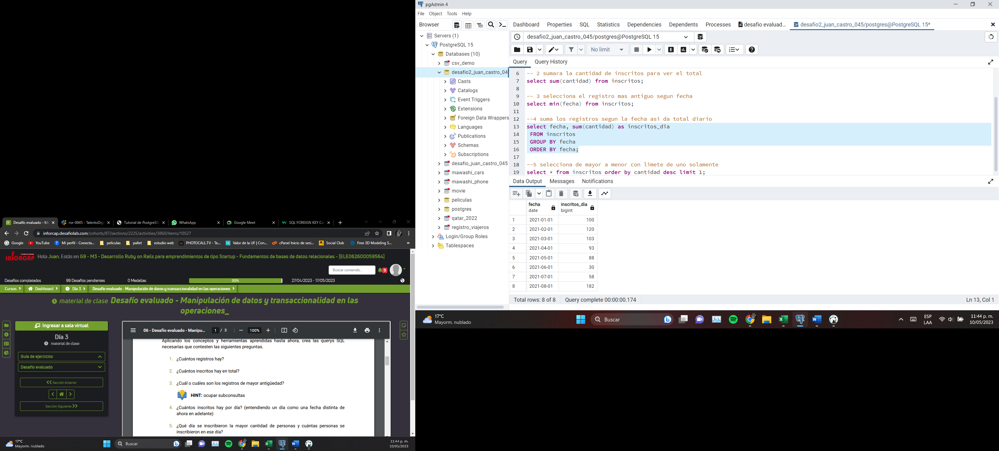 pgAdmin 4
File Object Tools Help
Browser
Dashboard Properties SQL Statistics Dependencies Dependents Processes desafio evaluad... desafio2_juan_castro_045/postgres@PostgreSQL 15*
Servers (1)
PostgreSQL 15
Databases (10)
csv_demo
desafio2_juan_castro_04
Casts
Catalogs
Event Triggers
Extensions
Foreign Data Wrappers
Languages
Publications
Schemas
Subscriptions
desafio_juan_castro_045
mawashi_cars
mawashi_phone
movie
peliculas
postgres
qatar_2022
registro_viajeros
Login/Group Roles
Tablespaces
desafio2_juan_castro_045/postgres@PostgreSQL 15
No limit
E
Query Query History
6 -- 2 sumara la cantidad de inscritos para ver el total
7 select sum(cantidad) from inscritos;
8
9 -- 3 selecciona el registro mas antiguo segun fecha
10 select min(fecha) from inscritos;
11
12 --4 suma los registros segun la fecha asi da total diario
13 select fecha, sum(cantidad) as inscritos_dia
14 FROM inscritos
15 GROUP BY fecha
16 ORDER BY fecha;
17
18 --5 selecciona de mayor a menor con limete de uno solamente
19 select * from inscritos order by cantidad desc limit 1;
Data Output Messages Notifications
fecha inscritos_dia
date bigint
1 2021-01-01 100
2 2021-02-01 120
3 2021-03-01 103
4 2021-04-01 93
5 2021-05-01 88
6 2021-06-01 30
7 2021-07-01 58
8 2021-08-01 182
Total rows: 8 of 8 Query complete 00:00:00.174 Ln 13, Col 1
17°C
Mayorm. nublado
Buscar
ESP
LAA
11:44 p. m.
10/05/2023
Desafío evaluado - Ma ror-0045 - TalentoDigi Tutorial de PostgreSQ WhatsApp Google Meet SQL FOREIGN KEY Co
inforcap.desafiolab.com/cohorts/87/sections/2225/activities/3860/items/10527
Google YouTube Mi perfil - Conecta... peliculas pallet estudio web PHOTOCALL.TV - Te... Valor de la UF | Con... cPanel Inicio de sesi... Social Club Free 3D Modeling S... »
INFORCAP Hola Juan. Estás en G9 - M3 - Desarrollo Ruby on Rails para emprendimientos de tipo Startup - Fundamentos de bases de datos relacionales - [ELE062600059564]
Buscar contenido... 9
Desafíos completados 99 Desafíos pendientes 0 Medallas 99% 27/04/2023 - 17/05/2023
Cursos Dashboard Día 3 Desafío evaluado - Manipulación de datos y transaccionalidad en las operaciones
material de clase Desafío evaluado - Manipulación de datos y transaccionalidad en las
operaciones_
Ingresar a sala virtual
Día 3
material de clase
Guía de ejercicios
Desafío evaluado
Sección Anterior
Sección Siguiente
06 - Desafío evaluado - Manipu... 1 / 3 100%
Aplicando los conceptos y herramientas aprendidas hasta ahora, crea las querys SQL
necesarias que contesten las siguientes preguntas.
1. ¿Cuántos registros hay?
2. ¿Cuántos inscritos hay en total?
3. ¿Cuál o cuáles son los registros de mayor antigüedad?
HINT: ocupar subconsultas
4. ¿Cuántos inscritos hay por día? (entendiendo un día como una fecha distinta de
ahora en adelante)
5. ¿Qué día se inscribieron la mayor cantidad de personas y cuántas personas se
inscribieron en ese día?
17°C
Mayorm. nublado
Buscar
11:44 p. m.
10/05/2023